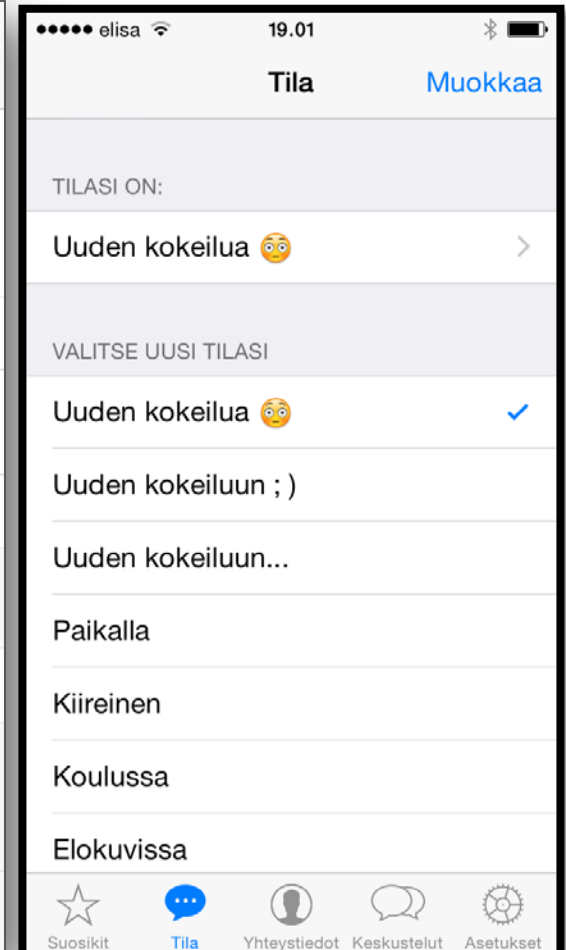 elisa 19.01
Tila Muokkaa
TILASI ON:
Uuden kokeilua 😳
VALITSE UUSI TILASI
Uuden kokeilua 😳
Uuden kokeiluun ; )
Uuden kokeiluun...
Paikalla
Kiireinen
Koulussa
Elokuvissa
Suosikit Tila Yhteystiedot Keskustelut Asetukset